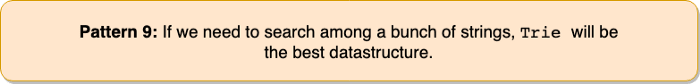 Pattern 9: If we need to search among a bunch of strings, Trie will be
the best datastructure.